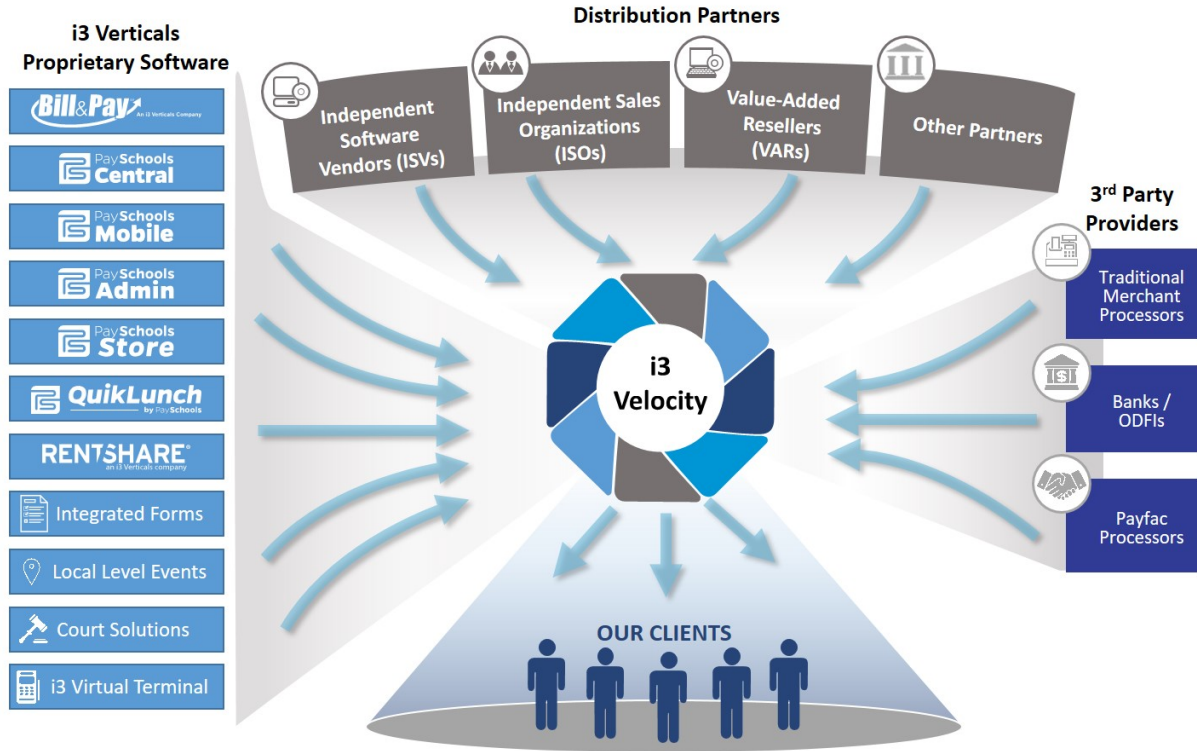 i3 Verticals
Proprietary Software
Bill&Pay
An i3 Verticals Company
PaySchools
Central
PaySchools
Mobile
PaySchools
Admin
PaySchools
Store
QuikLunch
by PaySchools
RENTSHARE®
an i3 Verticals company
Integrated Forms
Local Level Events
Court Solutions
i3 Virtual Terminal
Distribution Partners
Independent
Software
Vendors (ISVs)
Independent Sales
Organizations
(ISOs)
Value-Added
Resellers
(VARs)
Other Partners
3rd Party
Providers
Traditional
Merchant
Processors
$
Banks /
ODFIs
Payfac
Processors
i3
Velocity
OUR CLIENTS